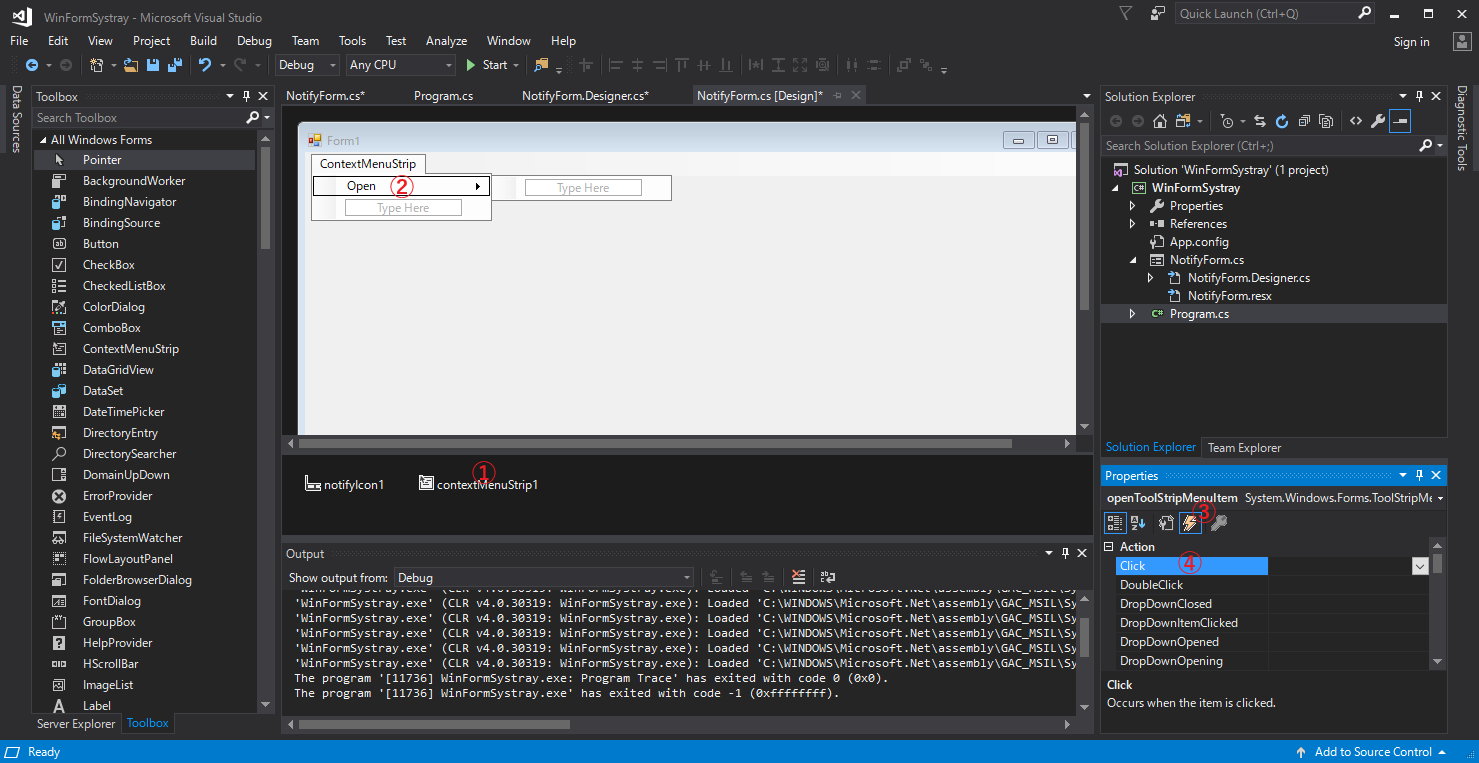 WinFormSystray - Microsoft Visual Studio
Quick Launch (Ctrl+Q)
File Edit View Project Build Debug Team Tools Test Analyze Window Help
Sign in
Debug Any CPU Start
Data Sources
Toolbox
Search Toolbox
All Windows Forms
Pointer
BackgroundWorker
BindingNavigator
BindingSource
Button
CheckBox
CheckedListBox
ColorDialog
ComboBox
ContextMenuStrip
DataGridView
DataSet
DateTimePicker
DirectoryEntry
DirectorySearcher
DomainUpDown
ErrorProvider
EventLog
FileSystemWatcher
FlowLayoutPanel
FolderBrowserDialog
FontDialog
GroupBox
HelpProvider
HScrollBar
ImageList
Label
Server Explorer Toolbox
NotifyForm.cs* Program.cs NotifyForm.Designer.cs* NotifyForm.cs [Design]*
Form1
ContextMenuStrip
Open ② Type Here
Type Here
①
notifyIcon1 contextMenuStrip1
Output
Show output from: Debug
'WinFormSystray.exe' (CLR v4.0.30319: WinFormSystray.exe): Loaded 'C:\WINDOWS\Microsoft.Net\assembly\GAC_MSIL\Sy
'WinFormSystray.exe' (CLR v4.0.30319: WinFormSystray.exe): Loaded 'C:\WINDOWS\Microsoft.Net\assembly\GAC_MSIL\Sy
'WinFormSystray.exe' (CLR v4.0.30319: WinFormSystray.exe): Loaded 'C:\WINDOWS\Microsoft.Net\assembly\GAC_MSIL\Sy
'WinFormSystray.exe' (CLR v4.0.30319: WinFormSystray.exe): Loaded 'C:\WINDOWS\Microsoft.Net\assembly\GAC_MSIL\Sy
'WinFormSystray.exe' (CLR v4.0.30319: WinFormSystray.exe): Loaded 'C:\WINDOWS\Microsoft.Net\assembly\GAC_MSIL\Sy
'WinFormSystray.exe' (CLR v4.0.30319: WinFormSystray.exe): Loaded 'C:\WINDOWS\Microsoft.Net\assembly\GAC_MSIL\Sy
The program '[11736] WinFormSystray.exe: Program Trace' has exited with code 0 (0x0).
The program '[11736] WinFormSystray.exe' has exited with code -1 (0xffffffff).
Solution Explorer
Search Solution Explorer (Ctrl+;)
Solution 'WinFormSystray' (1 project)
C# WinFormSystray
Properties
References
App.config
NotifyForm.cs
NotifyForm.Designer.cs
NotifyForm.resx
C# Program.cs
Solution Explorer Team Explorer
Diagnostic Tools
Properties
openToolStripMenuItem System.Windows.Forms.ToolStripMe
③
Action
Click ④
DoubleClick
DropDownClosed
DropDownItemClicked
DropDownOpened
DropDownOpening
Click
Occurs when the item is clicked.
Ready
Add to Source Control